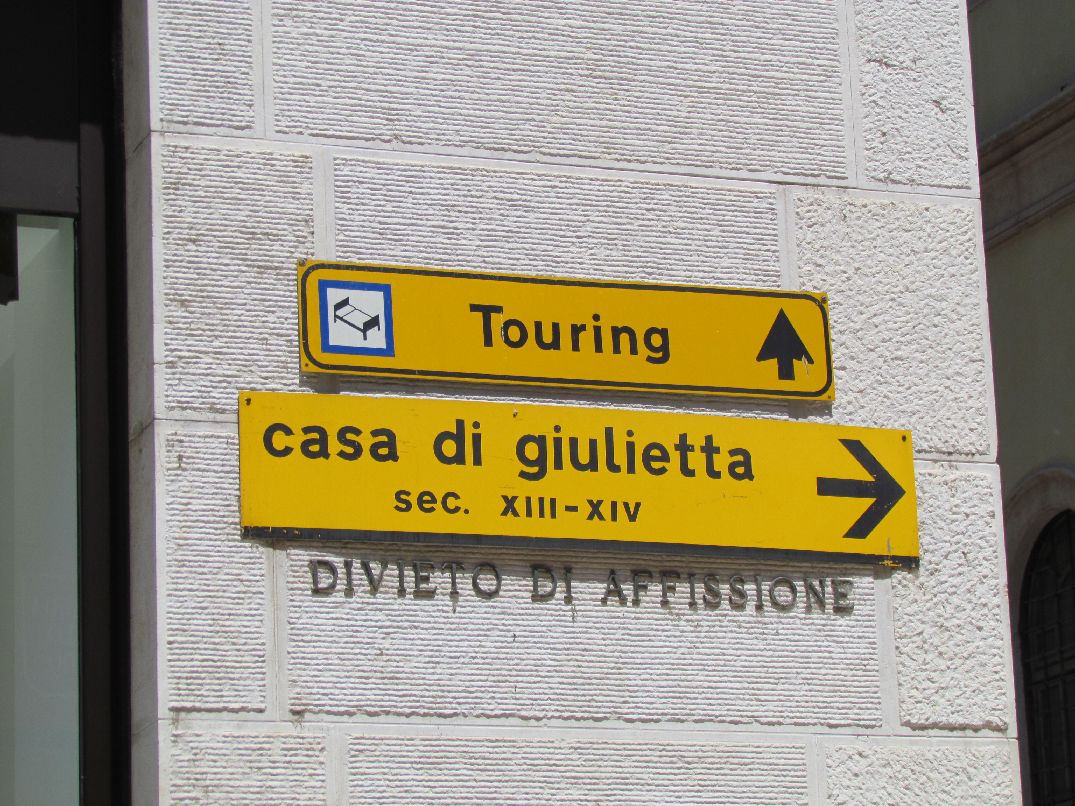 Touring
casa di giulietta
sec. XIII-XIV
DIVIETO DI AFFISSIONE